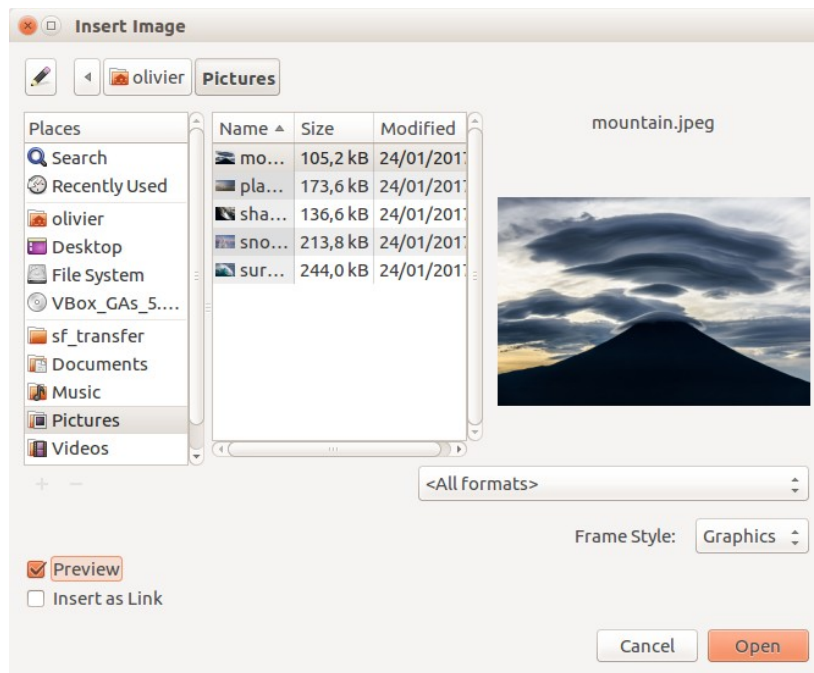 Insert Image
olivier Pictures
Places
Search
Recently Used
olivier
Desktop
File System
VBox_GAs_5....
sf_transfer
Documents
Music
Pictures
Videos
Name Size Modified
mo... 105,2 kB 24/01/2017
pla... 173,6 kB 24/01/2017
sha... 136,6 kB 24/01/2017
sno... 213,8 kB 24/01/2017
sur... 244,0 kB 24/01/2017
mountain.jpeg
<All formats>
Frame Style: Graphics
Preview
Insert as Link
Cancel Open